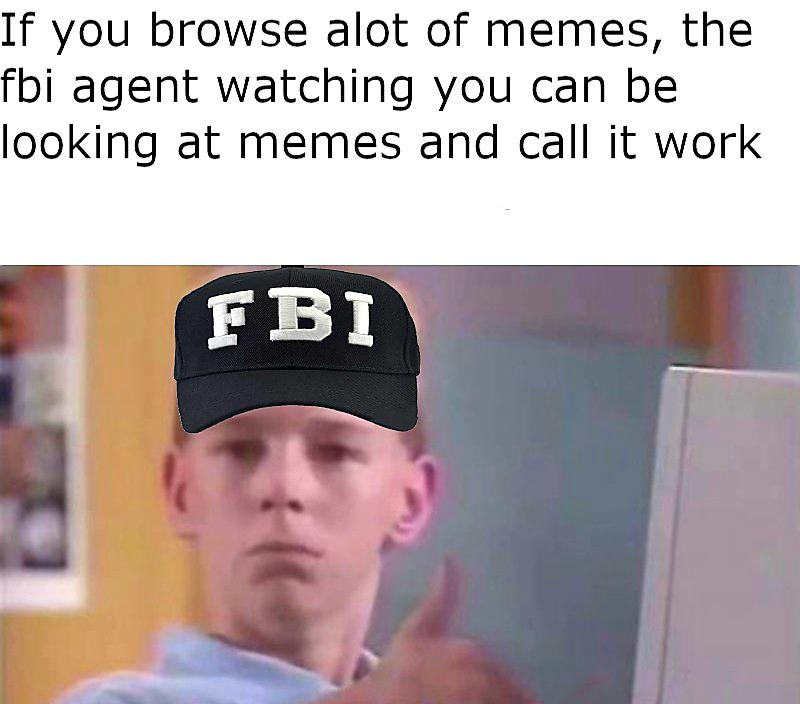 If you browse alot of memes, the
fbi agent watching you can be
looking at memes and call it work
FBI